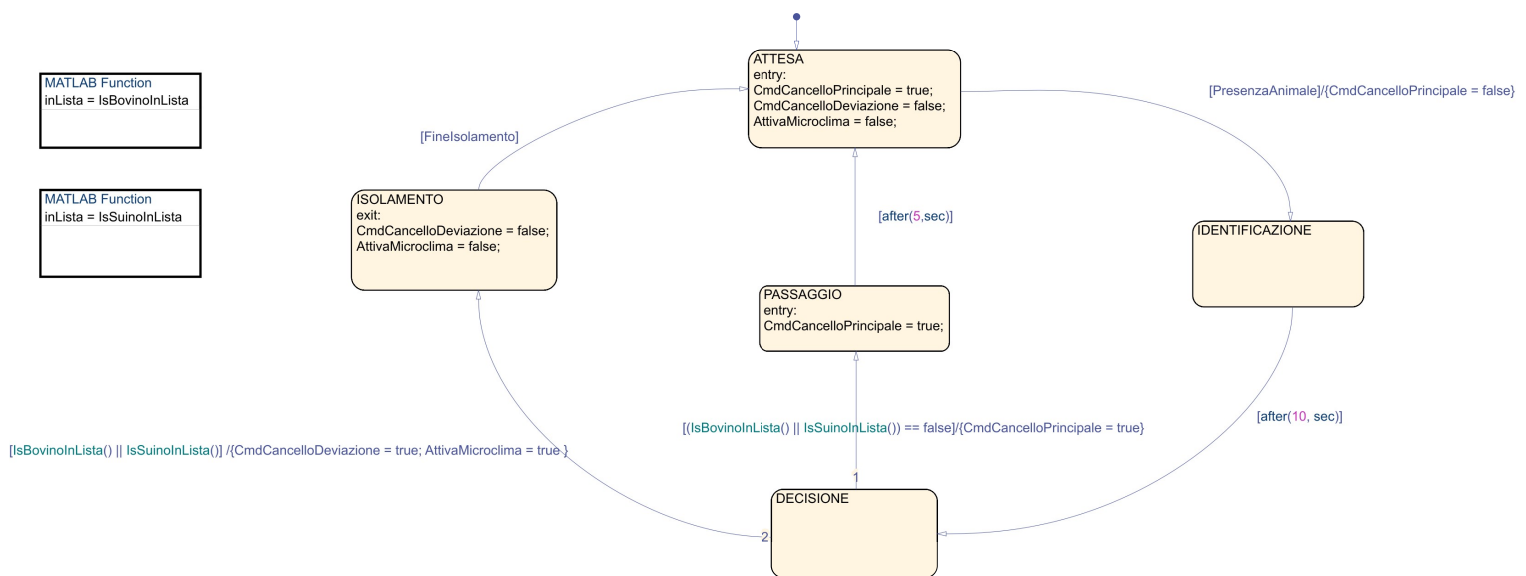 MATLAB Function
inLista = IsBovinoInLista
MATLAB Function
inLista = IsSuinoInLista
ATTESA
entry:
CmdCancelloPrincipale = true;
CmdCancelloDeviazione = false;
AttivaMicroclima = false;
[PresenzaAnimale]/{CmdCancelloPrincipale = false}
[FineIsolamento]
ISOLAMENTO
exit:
CmdCancelloDeviazione = false;
AttivaMicroclima = false;
[after(5,sec)]
IDENTIFICAZIONE
PASSAGGIO
entry:
CmdCancelloPrincipale = true;
[after(10, sec)]
[(IsBovinoInLista() || IsSuinoInLista()) == false]/{CmdCancelloPrincipale = true}
[IsBovinoInLista() || IsSuinoInLista()] /{CmdCancelloDeviazione = true; AttivaMicroclima = true }
1
DECISIONE
2